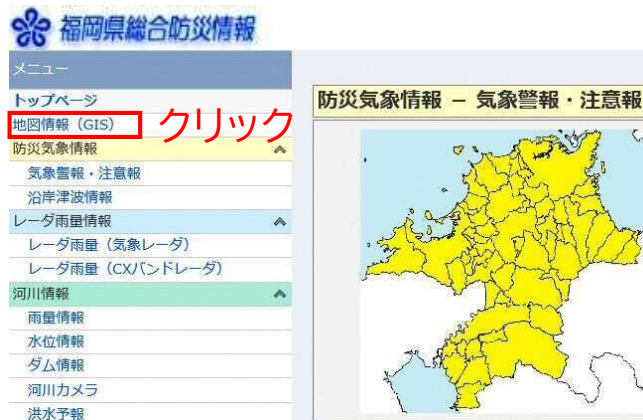 福岡県総合防災情報
メニュー
トップページ
地図情報（GIS） クリック
防災気象情報
気象警報・注意報
沿岸津波情報
レーダ雨量情報
レーダ雨量（気象レーダ）
レーダ雨量（CXバンドレーダ）
河川情報
雨量情報
水位情報
ダム情報
河川カメラ
洪水予報
防災気象情報 － 気象警報・注意報